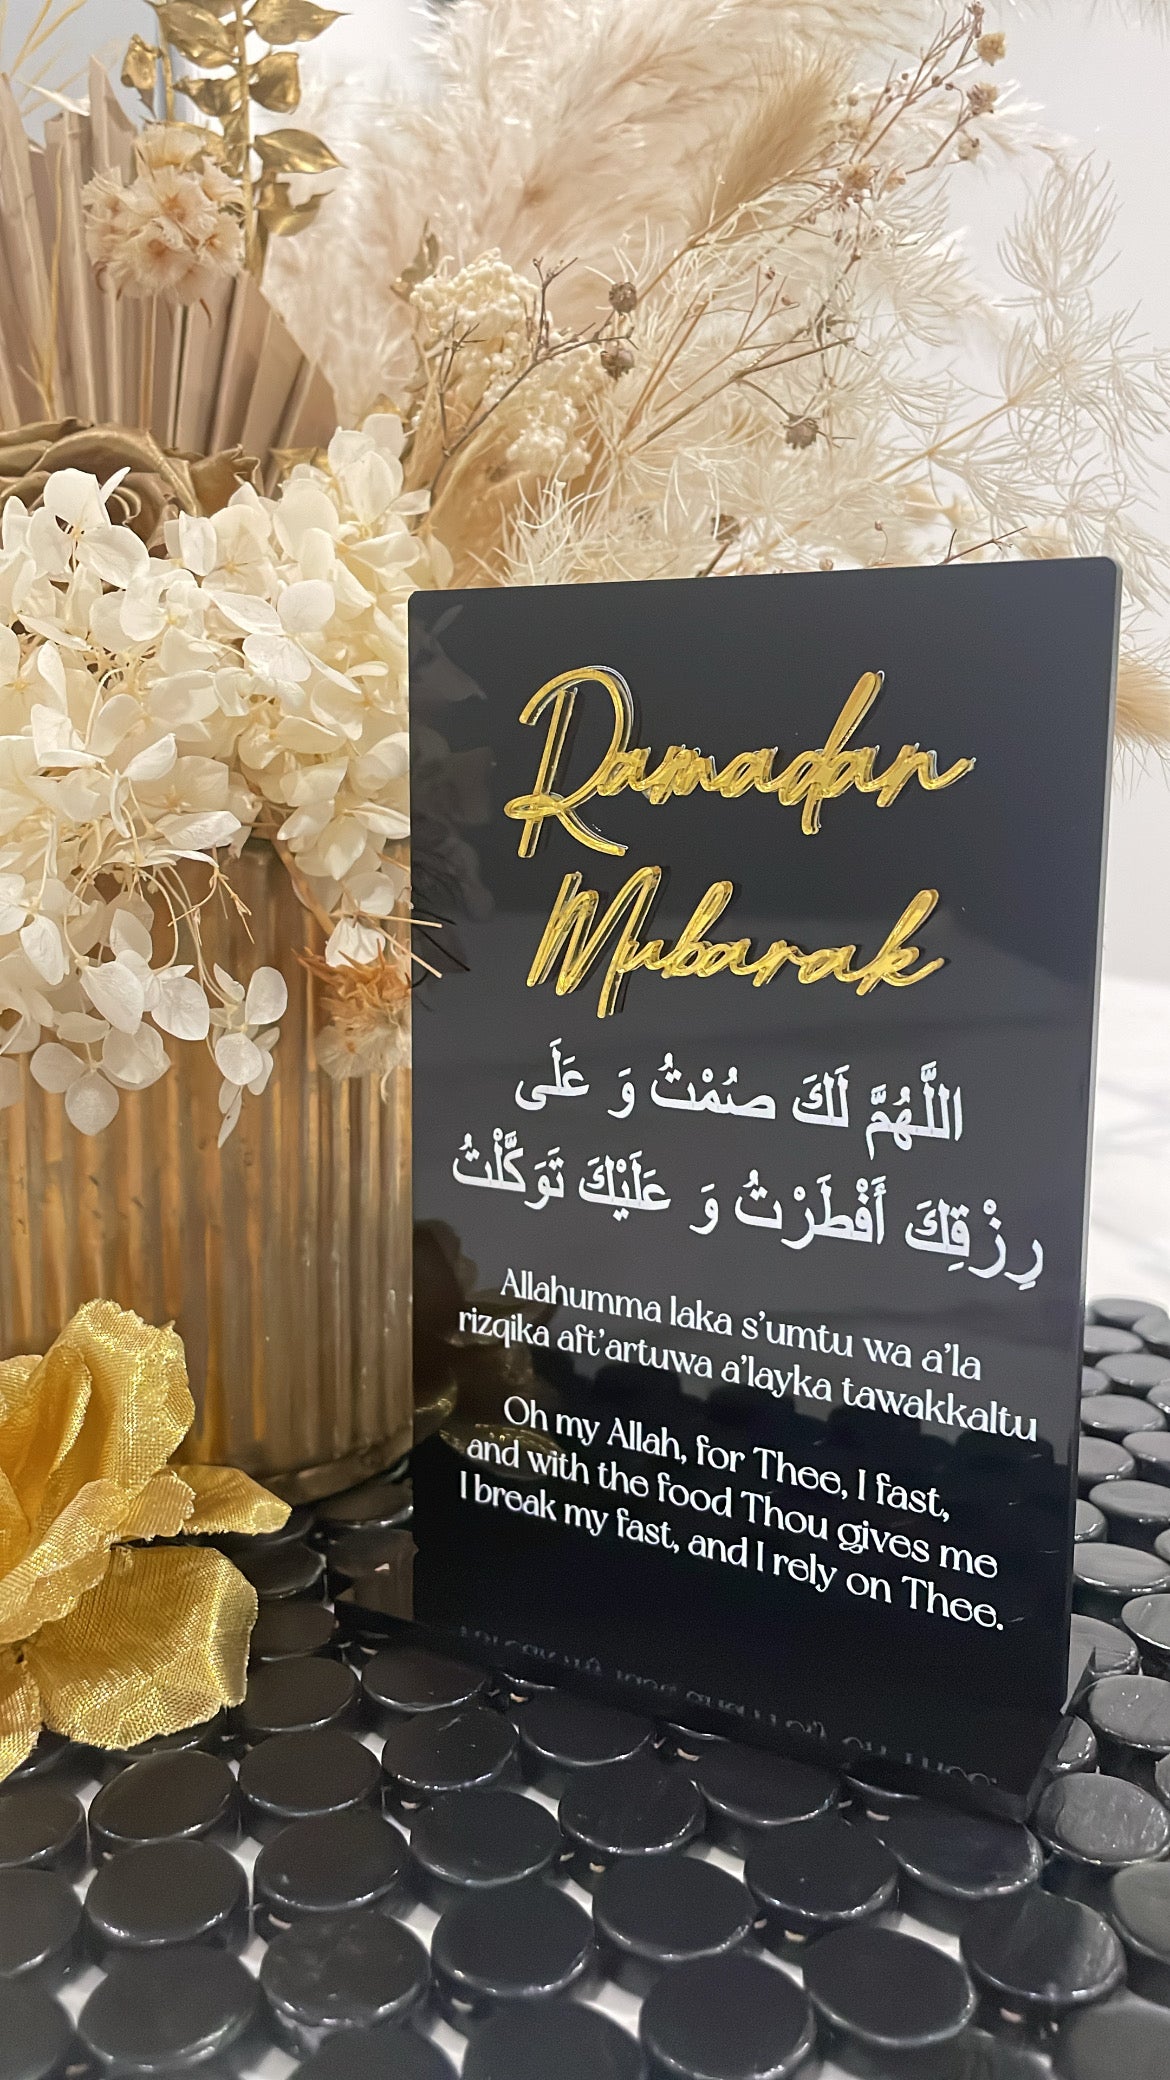 Ramadan
Mubarak
اللَّهُمَّ لَكَ صُمْتُ وَ عَلَى
رِزْقِكَ أَفْطَرْتُ وَ عَلَيْكَ تَوَكَّلْتُ
Allahumma laka s'umtu wa a'la
rizqika aft'artuwa a'layka tawakkaltu
Oh my Allah, for Thee, I fast,
and with the food Thou gives me
I break my fast, and I rely on Thee.